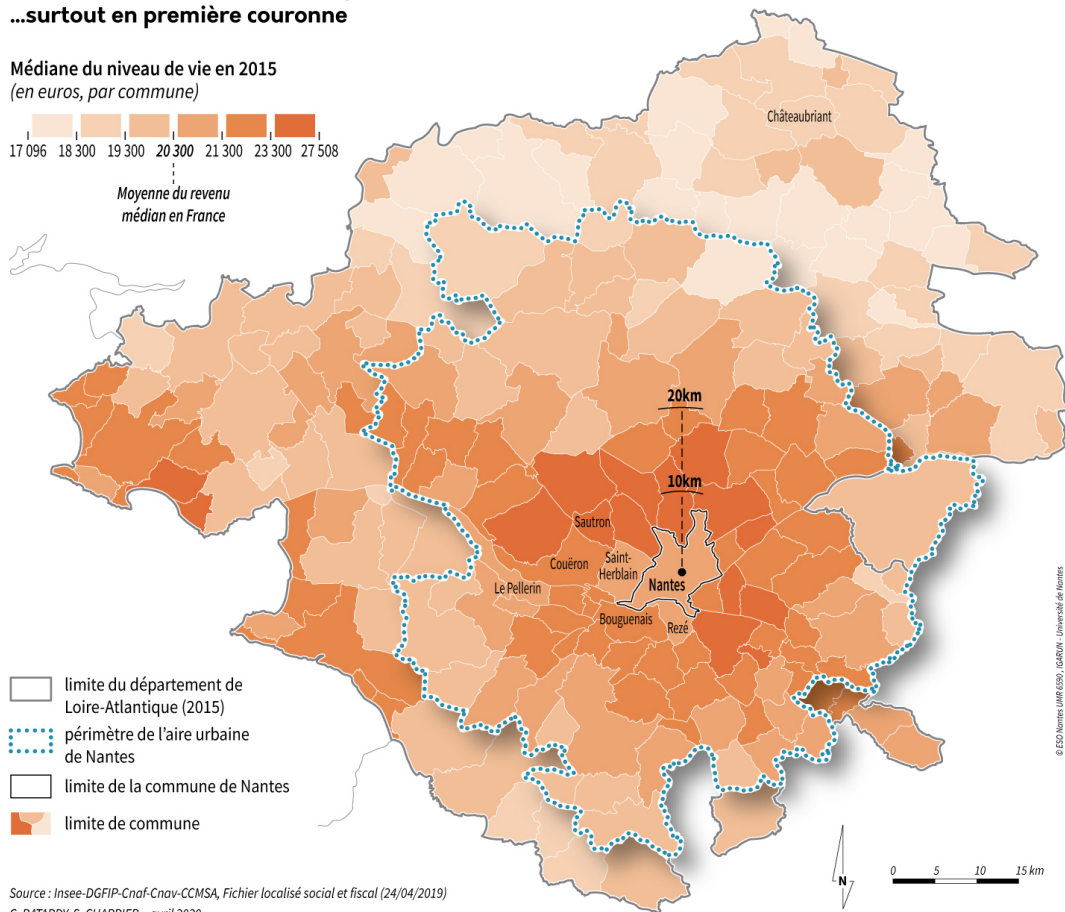 ...surtout en première couronne
Médiane du niveau de vie en 2015
(en euros, par commune)
17 096 18 300 19 300 20 300 21 300 23 300 27 508
Moyenne du revenu
médian en France
Châteaubriant
20km
10km
Sautron
Couëron
Saint-
Herblain
Nantes
Le Pellerin
Bouguenais
Rezé
limite du département de
Loire-Atlantique (2015)
périmètre de l'aire urbaine
de Nantes
limite de la commune de Nantes
limite de commune
© ESO Nantes UMR 6590, IGARUN - Université de Nantes
N
0 5 10 15 km
Source : Insee-DGFIP-Cnaf-Cnav-CCMSA, Fichier localisé social et fiscal (24/04/2019)